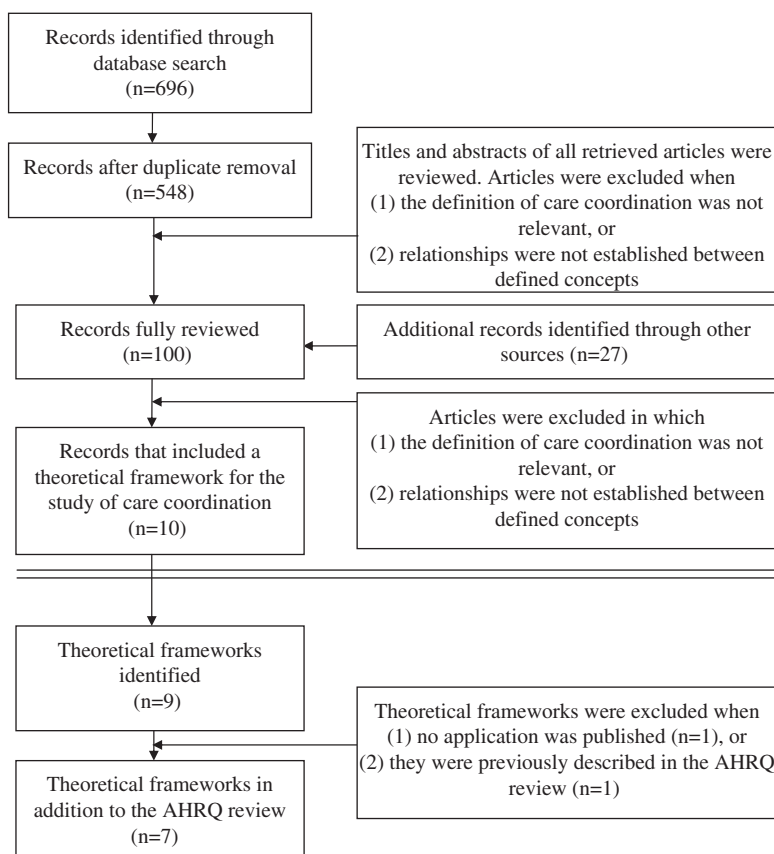 Records identified through
database search
(n=696)
Records after duplicate removal
(n=548)
Titles and abstracts of all retrieved articles were
reviewed. Articles were excluded when
(1) the definition of care coordination was not
relevant, or
(2) relationships were not established between
defined concepts
Records fully reviewed
(n=100)
Additional records identified through other
sources (n=27)
Articles were excluded in which
(1) the definition of care coordination was not
relevant, or
(2) relationships were not established between
defined concepts
Records that included a
theoretical framework for the
study of care coordination
(n=10)
Theoretical frameworks
identified
(n=9)
Theoretical frameworks were excluded when
(1) no application was published (n=1), or
(2) they were previously described in the AHRQ
review (n=1)
Theoretical frameworks in
addition to the AHRQ review
(n=7)